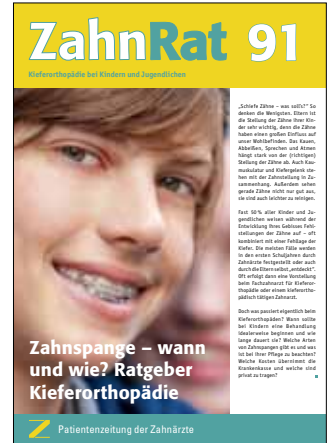 ZahnRat 91
Kieferorthopädie bei Kindern und Jugendlichen
„Schiefe Zähne – was soll's?“ So
denken die Wenigsten. Eltern ist
die Stellung der Zähne ihrer Kin-
der sehr wichtig, denn die Zähne
haben einen großen Einfluss auf
unser Wohlbefinden. Das Kauen,
Abbeißen, Sprechen und Atmen
hängt stark von der (richtigen)
Stellung der Zähne ab. Auch Kau-
muskulatur und Kiefergelenk ste-
hen mit der Zahnstellung in Zu-
sammenhang. Außerdem sehen
gerade Zähne nicht nur gut aus,
sie sind auch leichter zu reinigen.
Fast 50 % aller Kinder und Ju-
gendlichen weisen während der
Entwicklung ihres Gebisses Fehl-
stellungen der Zähne auf – oft
kombiniert mit einer Fehllage der
Kiefer. Die meisten Fälle werden
in den ersten Schuljahren durch
Zahnärzte festgestellt oder auch
durch die Eltern selbst „entdeckt“.
Oft erfolgt dann eine Vorstellung
beim Fachzahnarzt für Kieferor-
thopädie oder einem kieferortho-
pädisch tätigen Zahnarzt.
Doch was passiert eigentlich beim
Kieferorthopäden? Wann sollte
bei Kindern eine Behandlung
idealerweise beginnen und wie
lange dauert sie? Welche Arten
von Zahnspangen gibt es und was
ist bei ihrer Pflege zu beachten?
Welche Kosten übernimmt die
Krankenkasse und welche sind
privat zu tragen?
Zahnspange – wann
und wie? Ratgeber
Kieferorthopädie
Patientenzeitung der Zahnärzte